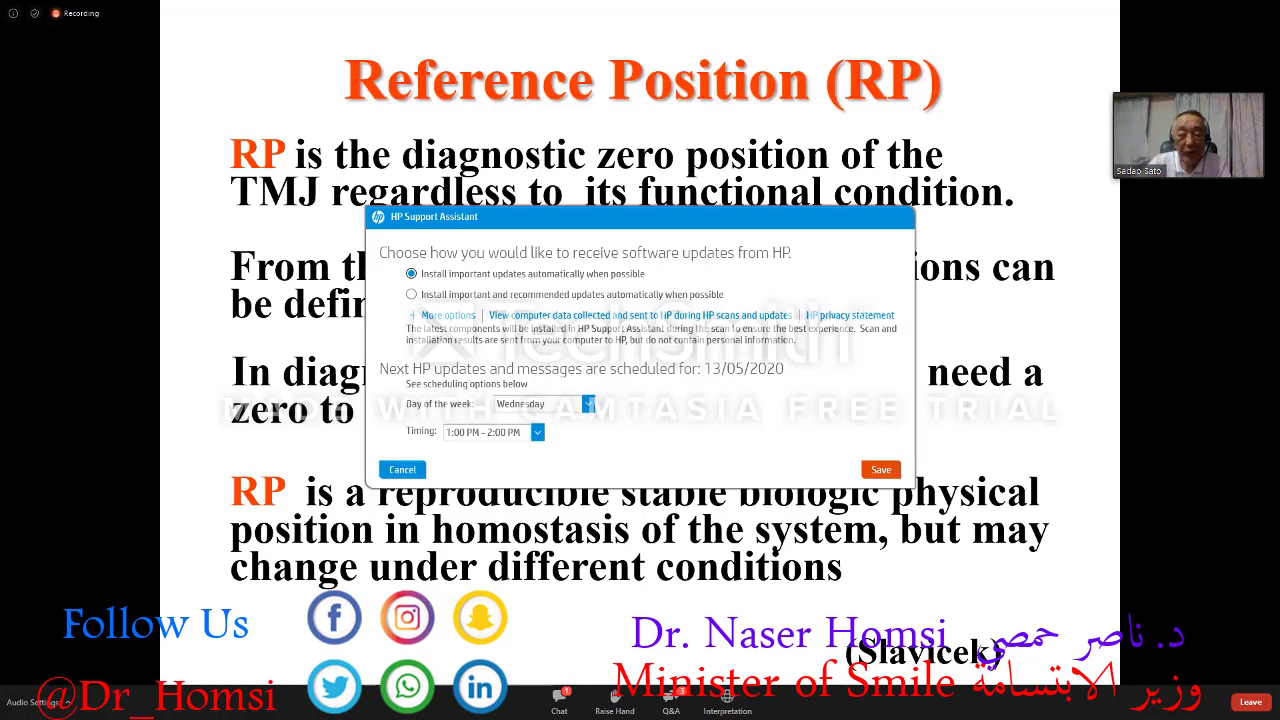 Recording
Reference Position (RP)
RP is the diagnostic zero position of the
TMJ regardless to its functional condition.
Sadao Sato
HP Support Assistant
Choose how you would like to receive software updates from HP.
Install important updates automatically when possible
Install important and recommended updates automatically when possible
+ More options | View computer data collected and sent to HP during HP scans and updates | HP privacy statement
The latest components will be installed in HP Support Assistant during the scan to ensure the best experience. Scan and
installation results are sent from your computer to HP, but do not contain personal information.
Next HP updates and messages are scheduled for: 13/05/2020
See scheduling options below
Day of the week: Wednesday
Timing: 1:00 PM - 2:00 PM
Cancel
Save
From
ions can
be
In
need a
zero to
TechSmith
MADE WITH CAMTASIA FREE TRIAL
RP is a reproducible stable biologic physical
position in homostasis of the system, but may
change under different conditions
(Slavicek)
Follow Us
@Dr_Homsi
in
Dr. Naser Homsi د. ناصر حمصي
Minister of Smile وزير الابتسامة
Audio Settings
Chat
1
Raise Hand
Q&A
3
Interpretation
Leave